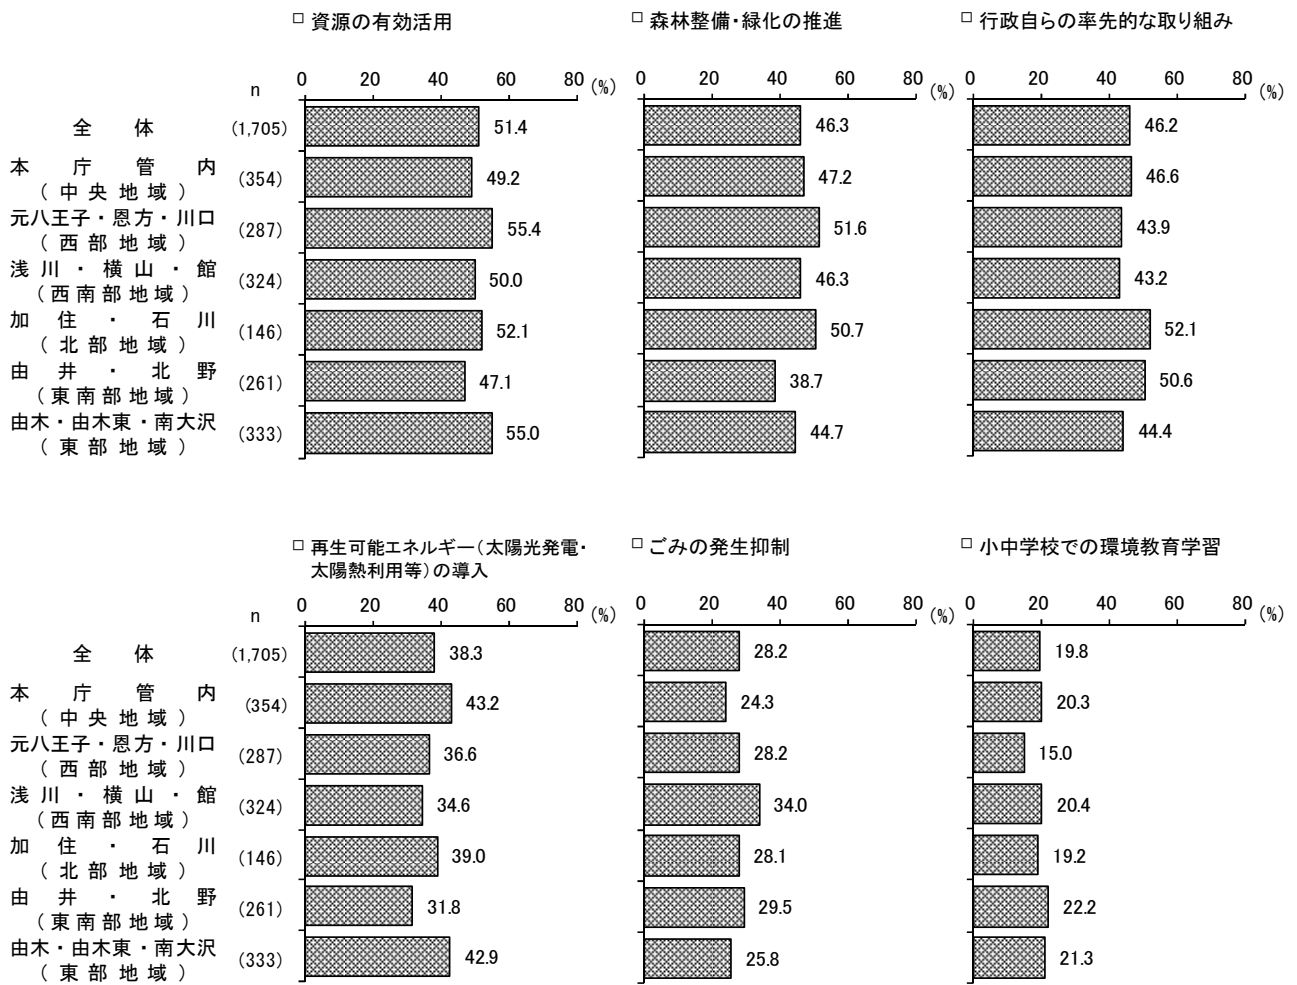 □ 資源の有効活用
□ 森林整備・緑化の推進
□ 行政自らの率先的な取り組み
n 0 20 40 60 80 (%) 0 20 40 60 80 (%) 0 20 40 60 80 (%)
全体 (1,705) 51.4 46.3 46.2
本庁管内
(中央地域) (354) 49.2 47.2 46.6
元八王子・恩方・川口
(西部地域) (287) 55.4 51.6 43.9
浅川・横山・館
(西南部地域) (324) 50.0 46.3 43.2
加住・石川
(北部地域) (146) 52.1 50.7 52.1
由井・北野
(東南部地域) (261) 47.1 38.7 50.6
由木・由木東・南大沢
(東部地域) (333) 55.0 44.7 44.4
□ 再生可能エネルギー(太陽光発電・
太陽熱利用等)の導入
□ ごみの発生抑制
□ 小中学校での環境教育学習
n 0 20 40 60 80 (%) 0 20 40 60 80 (%) 0 20 40 60 80 (%)
全体 (1,705) 38.3 28.2 19.8
本庁管内
(中央地域) (354) 43.2 24.3 20.3
元八王子・恩方・川口
(西部地域) (287) 36.6 28.2 15.0
浅川・横山・館
(西南部地域) (324) 34.6 34.0 20.4
加住・石川
(北部地域) (146) 39.0 28.1 19.2
由井・北野
(東南部地域) (261) 31.8 29.5 22.2
由木・由木東・南大沢
(東部地域) (333) 42.9 25.8 21.3